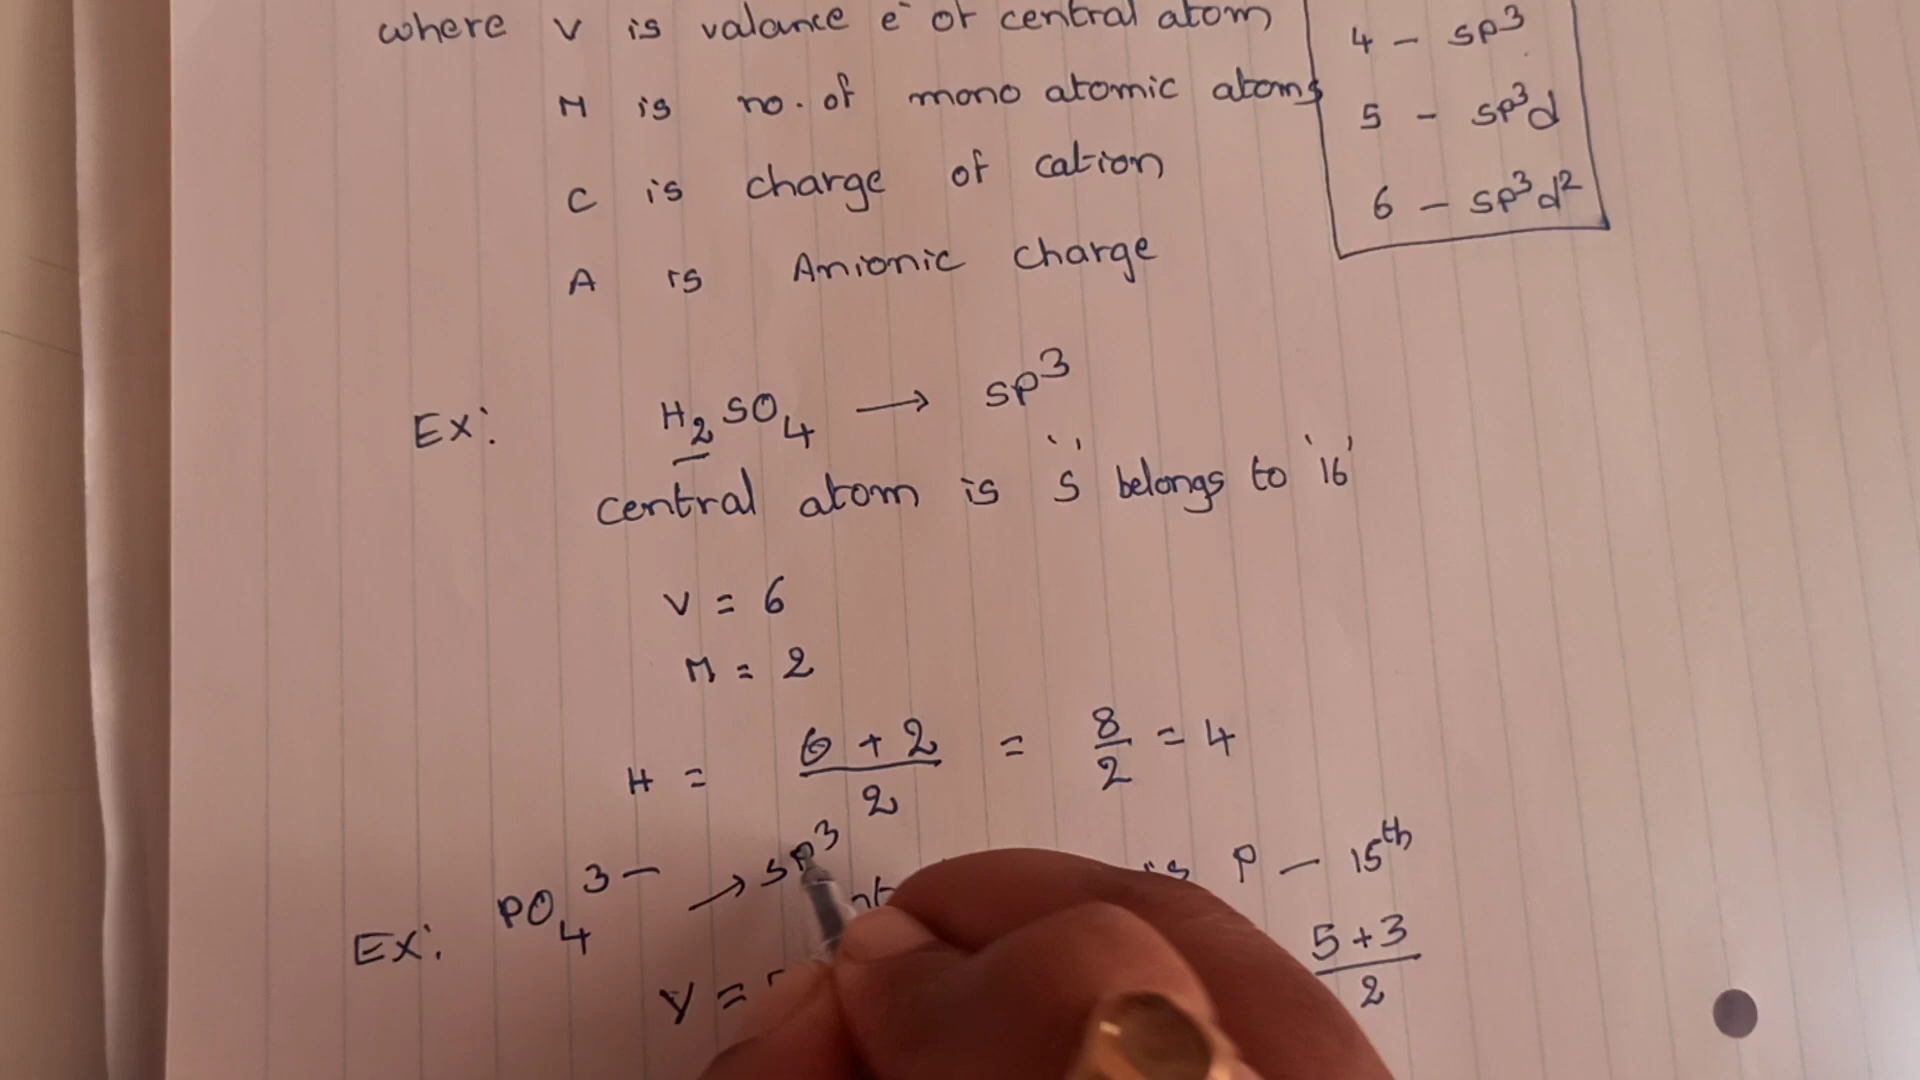 where V is valance e⁻ of central atom
M is no. of mono atomic atoms
C is charge of cation
A is Anionic charge
4 - sp³
5 - sp³d
6 - sp³d²
Ex: H₂SO₄ → sp³
central atom is 'S' belongs to '16'
V = 6
M = 2
H = (6 + 2)/2 = 8/2 = 4
Ex: PO₄³⁻ → sp³ is P - 15th
V = (5+3)/2